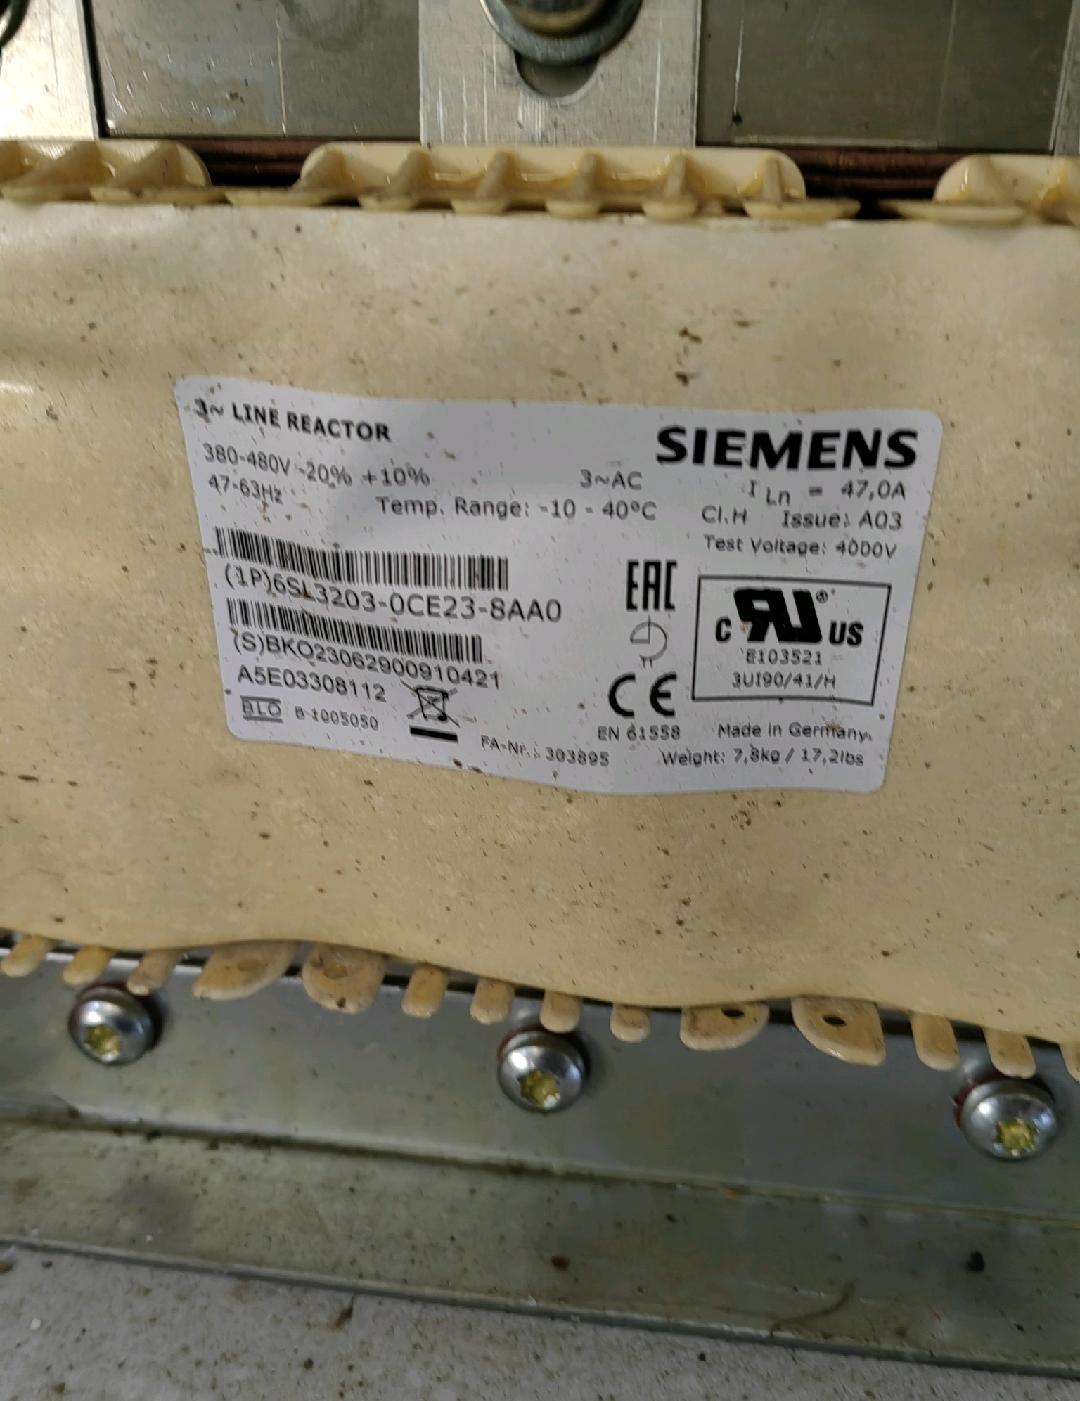 3~ LINE REACTOR
SIEMENS
380-480V -20% +10%
3~AC
I Ln = 47,0A
47-63Hz
Temp. Range: -10 - 40°C
Cl.H Issue: A03
Test Voltage: 4000V
(1P)6SL3203-0CE23-8AA0
EAC
(S)BKO23062900910421
c RU ® US
E103521
3UI90/41/H
A5E03308112
CE
BLO B-1005050
EN 61558
Made in Germany
FA-Nr.: 303895
Weight: 7,8kg / 17,2lbs